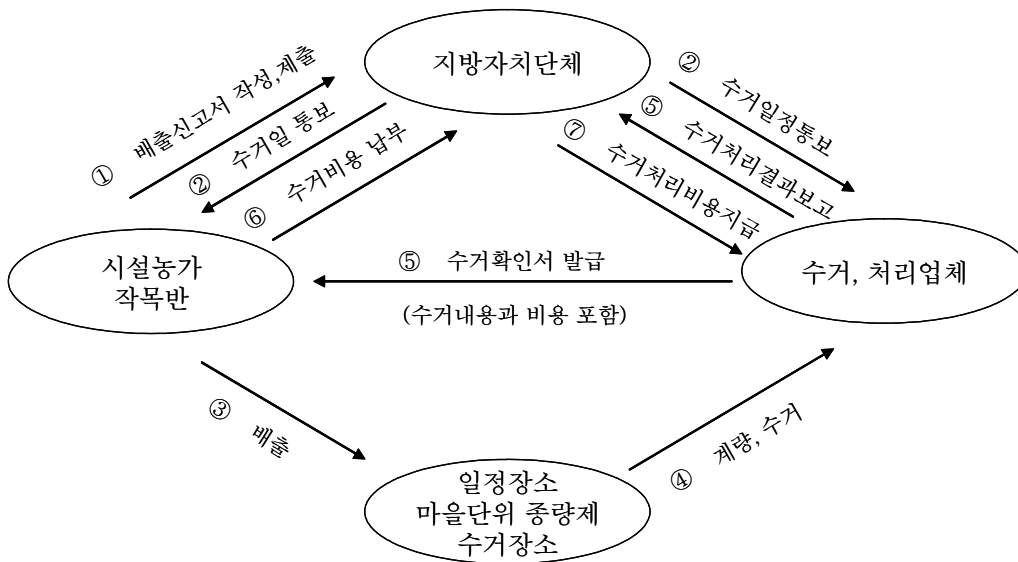 지방자치단체
① 배출신고서 작성,제출
② 수거일 통보
⑥ 수거비용 납부
② 수거일정통보
⑤ 수거처리결과보고
⑦ 수거처리비용지급
시설농가
작목반
⑤ 수거확인서 발급
(수거내용과 비용 포함)
수거, 처리업체
③ 배출
④ 계량, 수거
일정장소
마을단위 종량제
수거장소